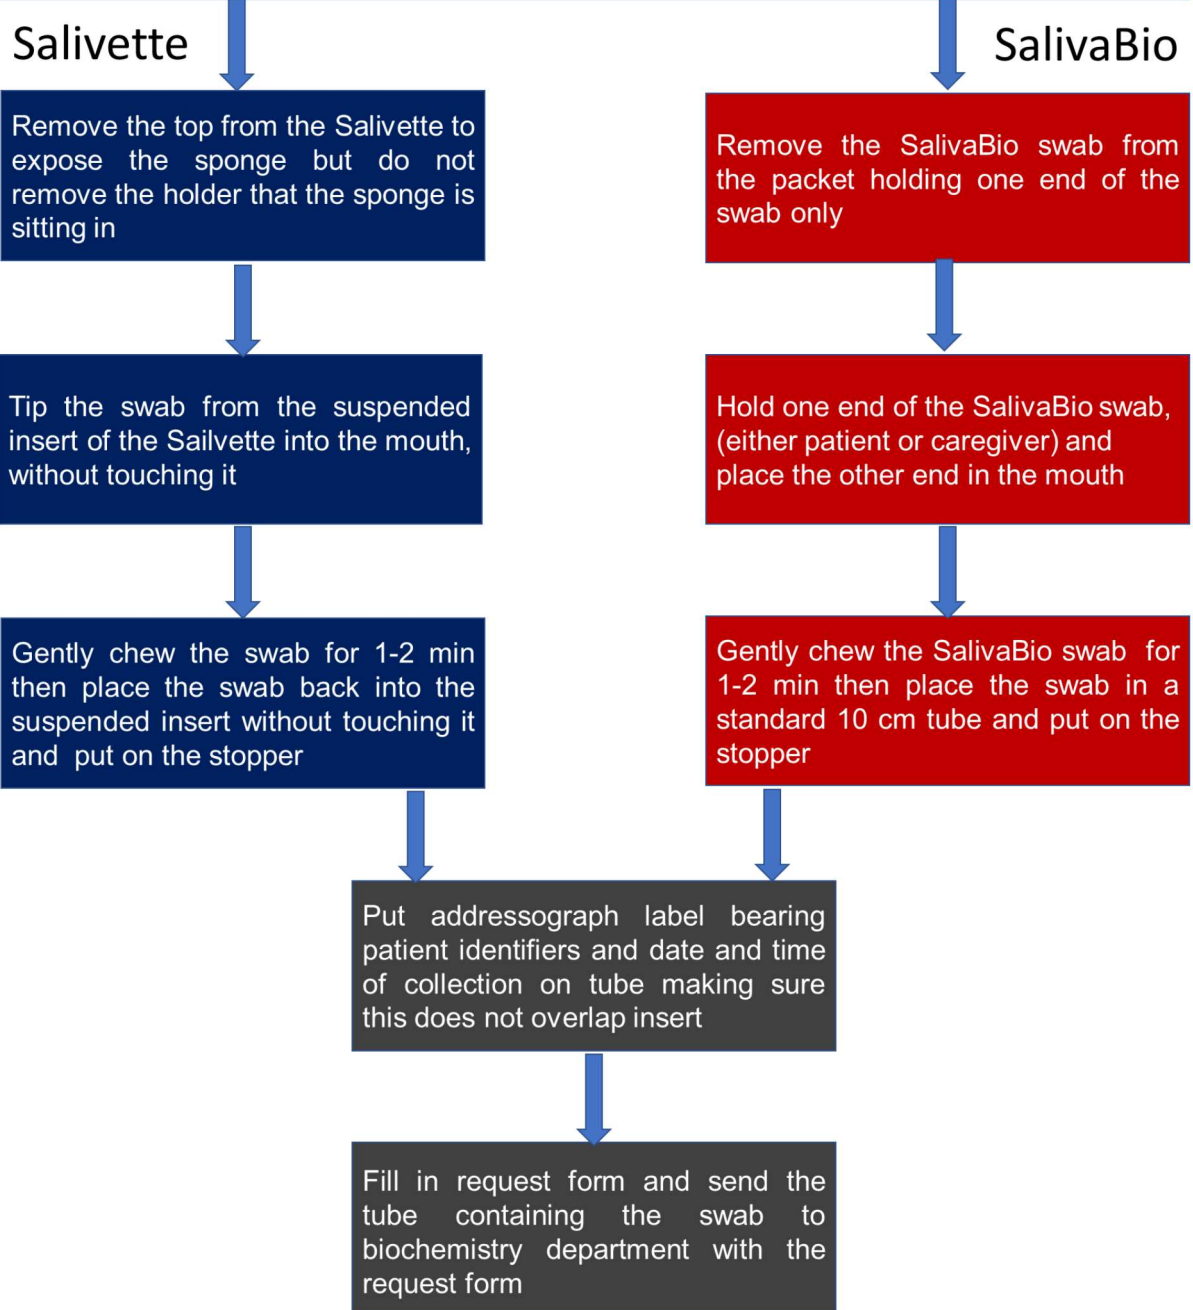 Salivette
Remove the top from the Salivette to
expose the sponge but do not
remove the holder that the sponge is
sitting in
Tip the swab from the suspended
insert of the Sailvette into the mouth,
without touching it
Gently chew the swab for 1-2 min
then place the swab back into the
suspended insert without touching it
and put on the stopper
SalivaBio
Remove the SalivaBio swab from
the packet holding one end of the
swab only
Hold one end of the SalivaBio swab,
(either patient or caregiver) and
place the other end in the mouth
Gently chew the SalivaBio swab for
1-2 min then place the swab in a
standard 10 cm tube and put on the
stopper
Put addressograph label bearing
patient identifiers and date and time
of collection on tube making sure
this does not overlap insert
Fill in request form and send the
tube containing the swab to
biochemistry department with the
request form